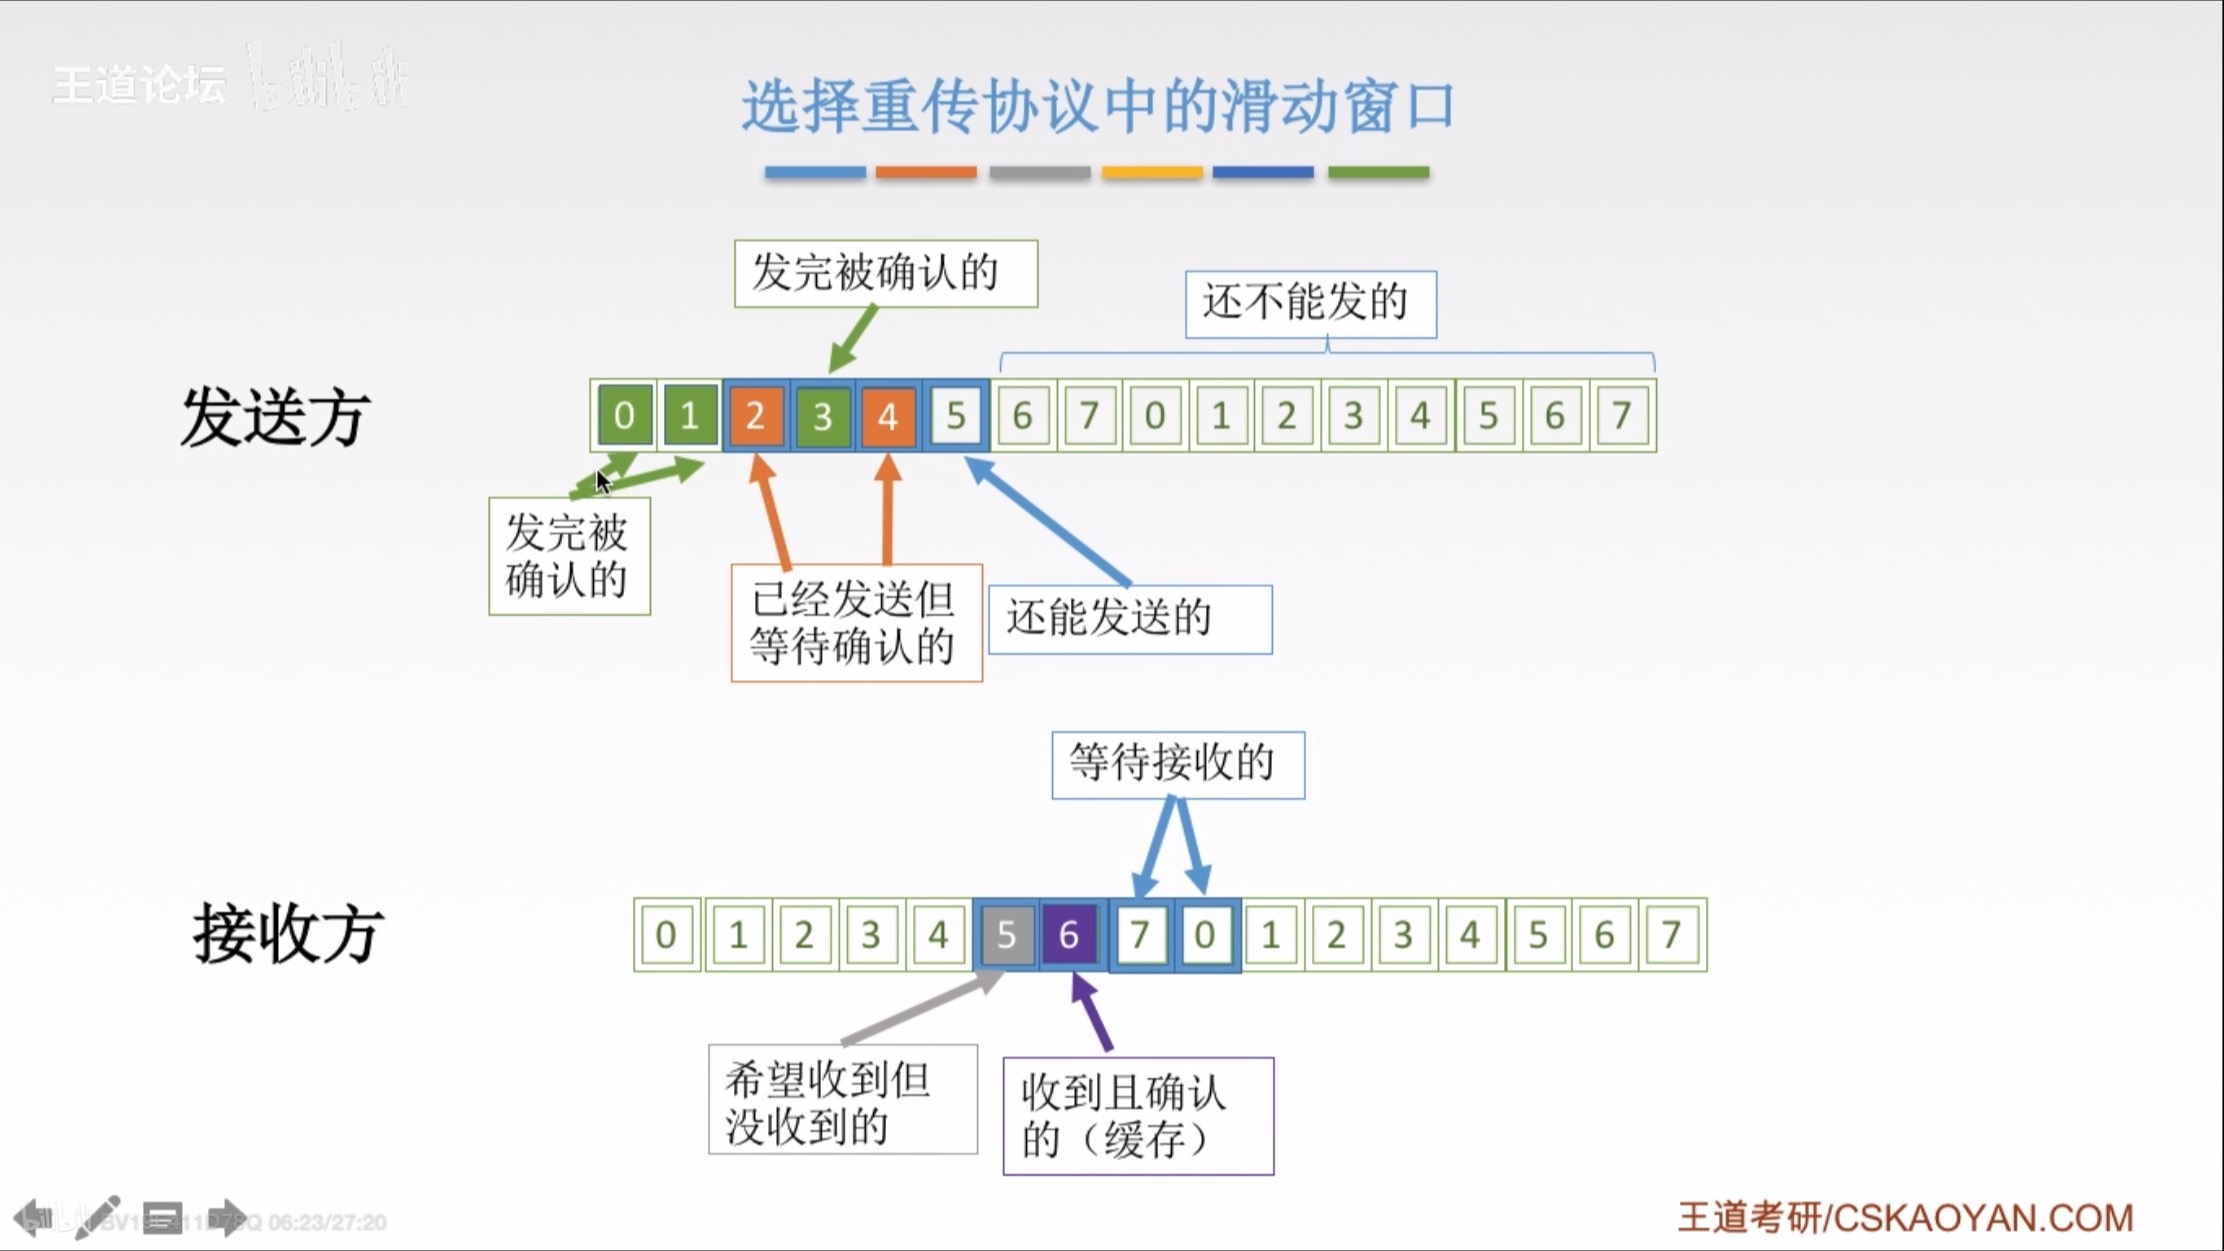 王道论坛 bilibili
选择重传协议中的滑动窗口
发完被确认的
还不能发的
发送方
0 1 2 3 4 5 6 7 0 1 2 3 4 5 6 7
发完被
确认的
已经发送但
等待确认的
还能发送的
等待接收的
接收方
0 1 2 3 4 5 6 7 0 1 2 3 4 5 6 7
希望收到但
没收到的
收到且确认
的（缓存）
06:23/27:20
王道考研/CSKAOYAN.COM